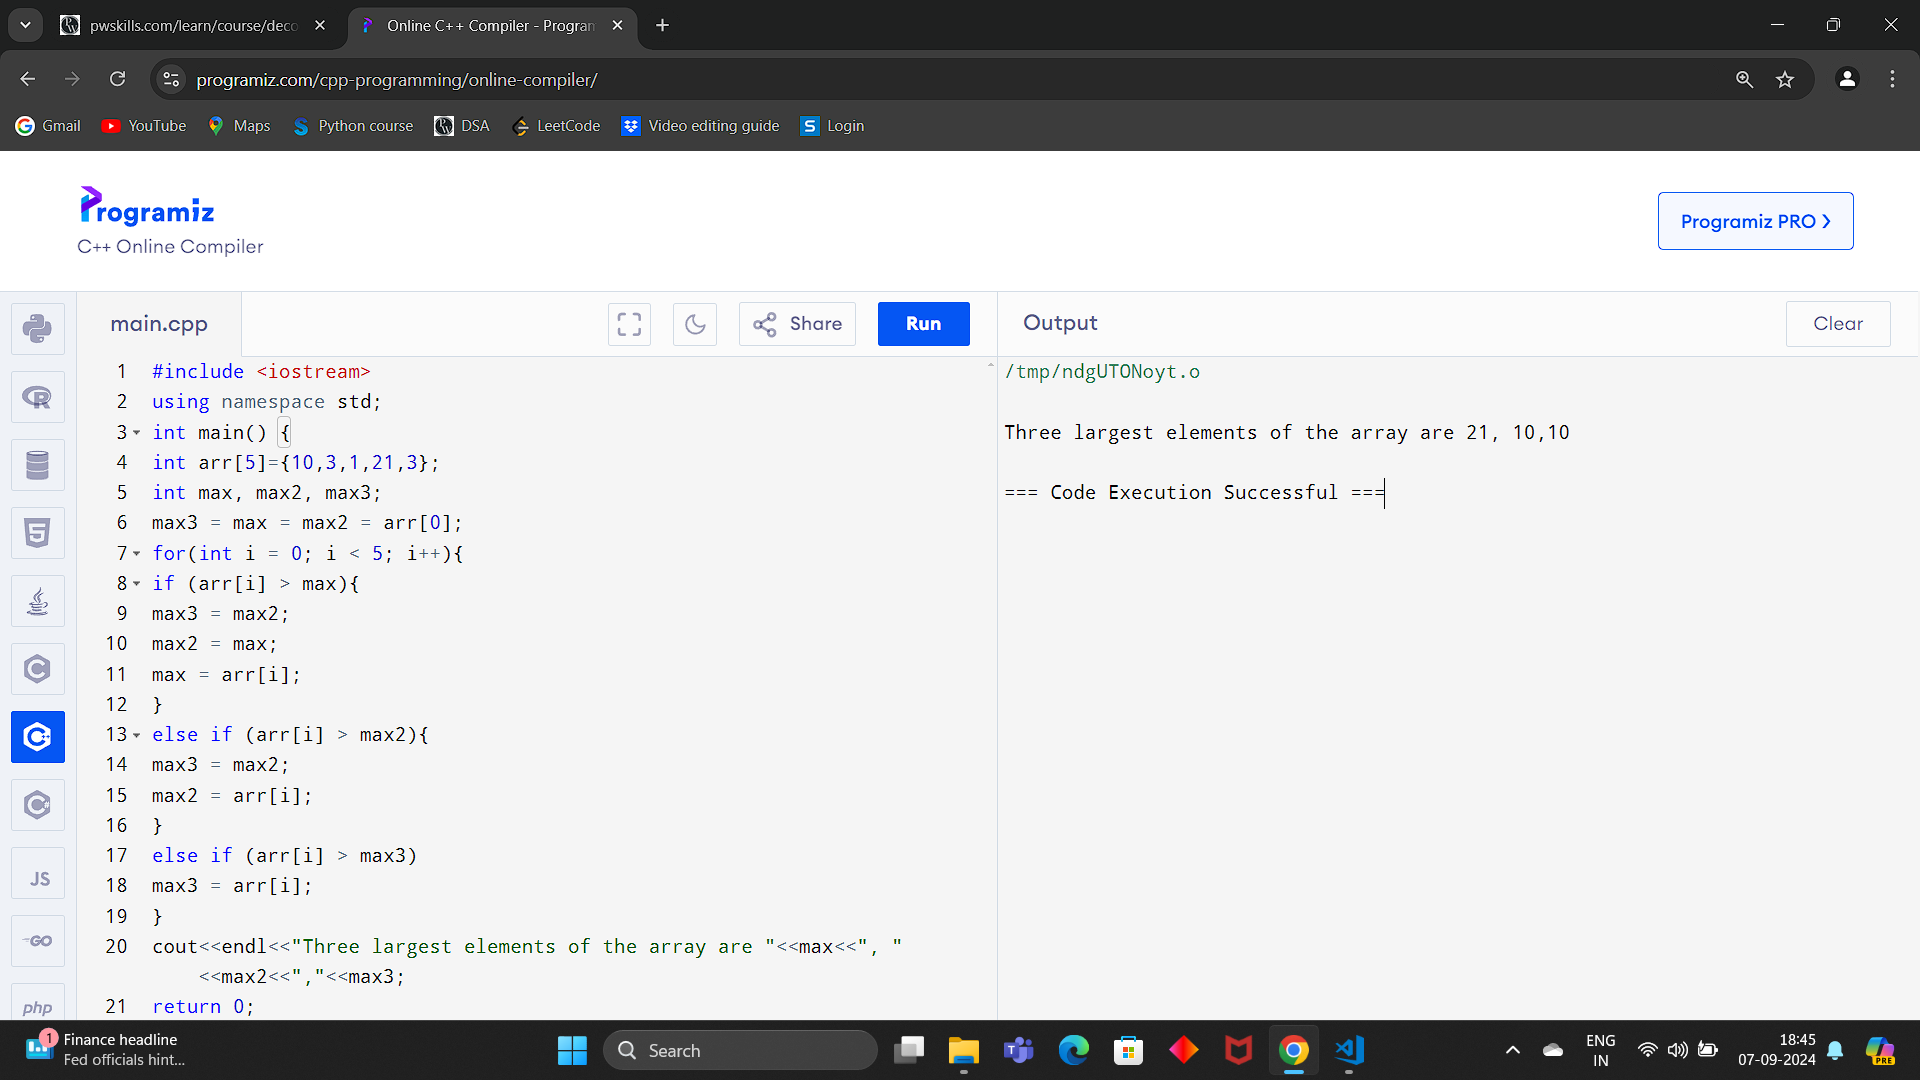 pwskills.com/learn/course/deco
Online C++ Compiler - Program
programiz.com/cpp-programming/online-compiler/
Gmail
YouTube
Maps
Python course
DSA
LeetCode
Video editing guide
S
Login
Programiz
C++ Online Compiler
Programiz PRO
main.cpp
Share
Run
Output
Clear
1 #include <iostream>
2 using namespace std;
3 int main() {
4 int arr[5]={10,3,1,21,3};
5 int max, max2, max3;
6 max3 = max = max2 = arr[0];
7 for(int i = 0; i < 5; i++){
8 if (arr[i] > max){
9 max3 = max2;
10 max2 = max;
11 max = arr[i];
12 }
13 else if (arr[i] > max2){
14 max3 = max2;
15 max2 = arr[i];
16 }
17 else if (arr[i] > max3)
18 max3 = arr[i];
19 }
20 cout<<endl<<"Three largest elements of the array are "<<max<<", "
<<max2<<","<<max3;
21 return 0;
/tmp/ndgUTONoyt.o
Three largest elements of the array are 21, 10,10
=== Code Execution Successful ===
R
5
C
C
C#
JS
GO
php
1
Finance headline
Fed officials hint...
Search
ENG
IN
18:45
07-09-2024
PRE